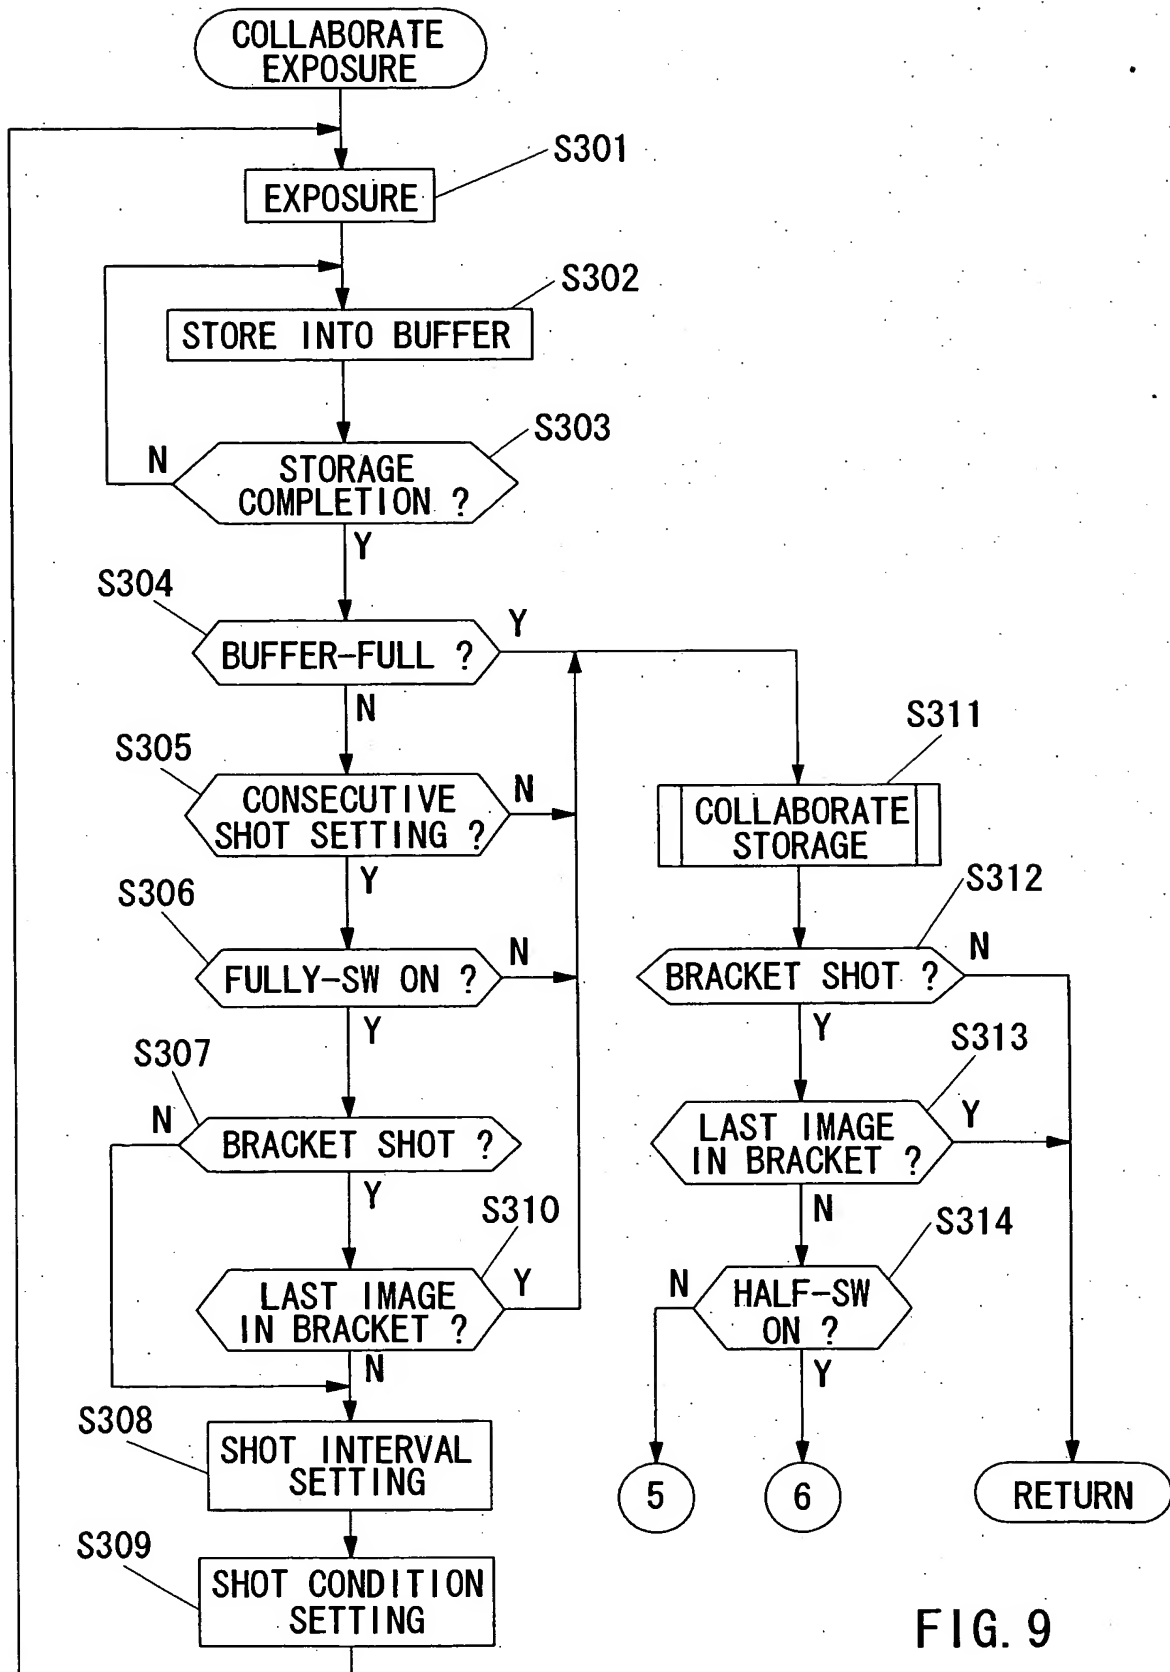 COLLABORATE
EXPOSURE
S301
EXPOSURE
S302
STORE INTO BUFFER
S303
N
STORAGE
COMPLETION ?
Y
S304
Y
BUFFER-FULL ?
N
S305
CONSECUTIVE
SHOT SETTING ?
N
Y
S306
FULLY-SW ON ?
N
Y
S307
N
BRACKET SHOT ?
Y
S310
LAST IMAGE
IN BRACKET ?
Y
N
S308
SHOT INTERVAL
SETTING
S309
SHOT CONDITION
SETTING
S311
COLLABORATE
STORAGE
S312
BRACKET SHOT ?
N
Y
S313
LAST IMAGE
IN BRACKET ?
Y
N
S314
N
HALF-SW
ON ?
Y
5
6
RETURN
FIG. 9